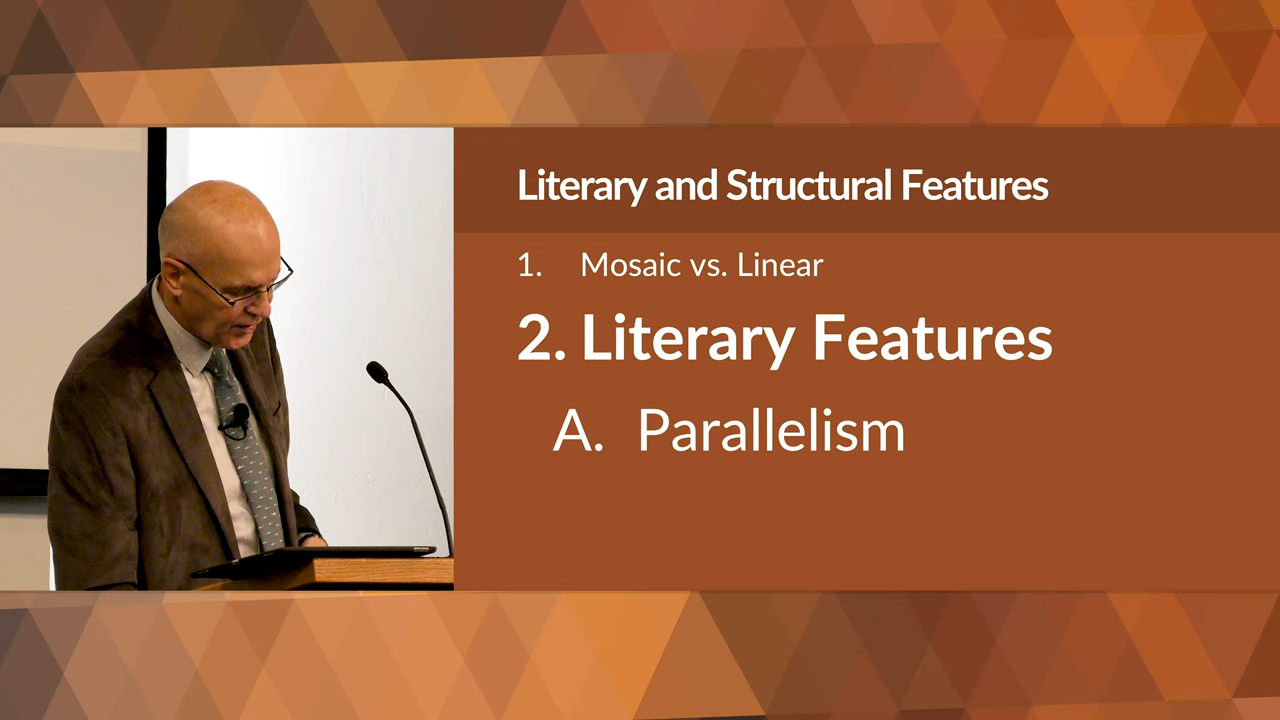 Literary and Structural Features
1. Mosaic vs. Linear
2. Literary Features
A. Parallelism